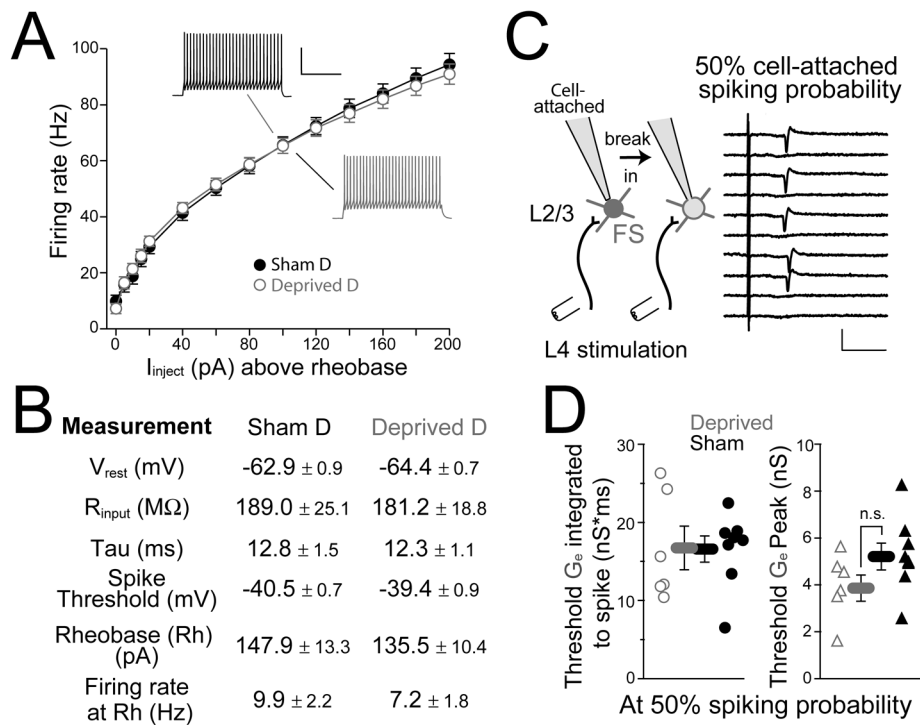 A
Firing rate (Hz)
100
80
60
40
20
0
0
40
80
120
160
200
I inject (pA) above rheobase
Sham D
Deprived D
B
Measurement Sham D Deprived D
Vrest (mV) -62.9 ± 0.9 -64.4 ± 0.7
Rinput (MΩ) 189.0 ± 25.1 181.2 ± 18.8
Tau (ms) 12.8 ± 1.5 12.3 ± 1.1
Spike
Threshold (mV) -40.5 ± 0.7 -39.4 ± 0.9
Rheobase (Rh)
(pA) 147.9 ± 13.3 135.5 ± 10.4
Firing rate
at Rh (Hz) 9.9 ± 2.2 7.2 ± 1.8
C
50% cell-attached
spiking probability
Cell-
attached
break
in
L2/3
FS
L4 stimulation
D
Deprived
Sham
Threshold Ge integrated
to spike (nS*ms)
30
20
10
0
Threshold Ge Peak (nS)
10
8
6
4
2
0
n.s.
At 50% spiking probability